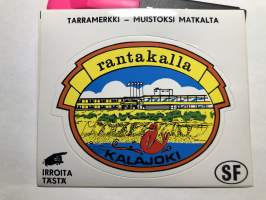 TARRAMERKKI – MUISTOKSI MATKALTA
rantakalla
KALAJOKI
IRROITA
TÄSTÄ
SF